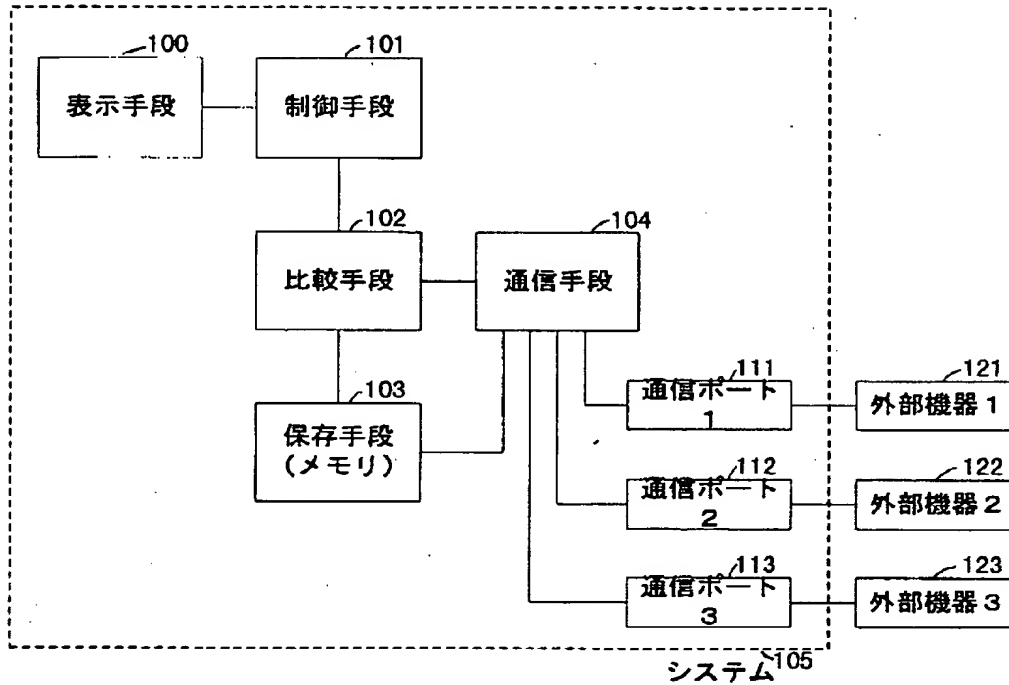 100
表示手段
101
制御手段
102
比較手段
104
通信手段
103
保存手段
(メモリ)
111
通信ポート
1
121
外部機器1
112
通信ポート
2
122
外部機器2
113
通信ポート
3
123
外部機器3
システム105